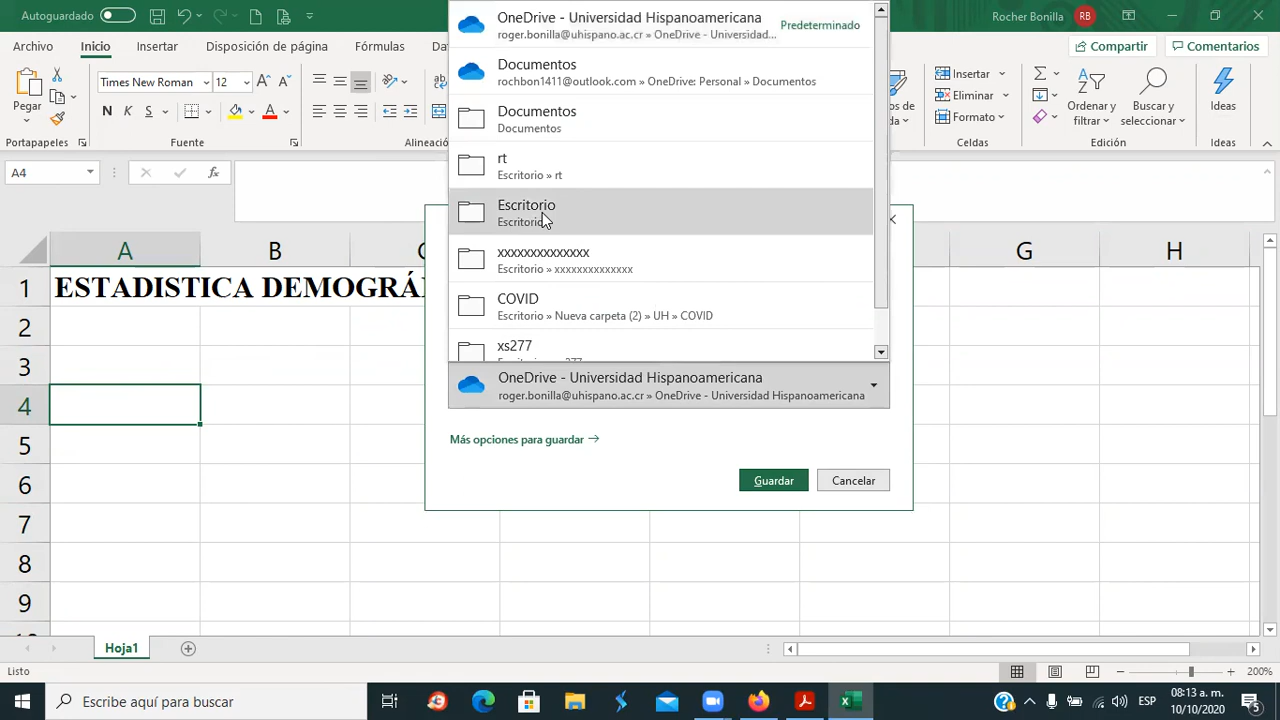 Autoguardado
Rocher Bonilla
RB
Archivo
Inicio
Insertar
Disposición de página
Fórmulas
Compartir
Comentarios
Pegar
Portapapeles
Times New Roman
12
N
K
S
Fuente
Alineación
Insertar
Eliminar
Formato
Celdas
Ordenar y
filtrar
Buscar y
seleccionar
Edición
Ideas
Ideas
A4
fx
OneDrive - Universidad Hispanoamericana
roger.bonilla@uhispano.ac.cr » OneDrive - Universidad...
Predeterminado
Documentos
rochbon1411@outlook.com » OneDrive: Personal » Documentos
Documentos
Documentos
rt
Escritorio » rt
Escritorio
Escritorio
xxxxxxxxxxxxxx
Escritorio » xxxxxxxxxxxxxx
COVID
Escritorio » Nueva carpeta (2) » UH » COVID
xs277
OneDrive - Universidad Hispanoamericana
roger.bonilla@uhispano.ac.cr » OneDrive - Universidad Hispanoamericana
Más opciones para guardar
Guardar
Cancelar
A B C G H
1 ESTADISTICA DEMOGRÁ
2
3
4
5
6
7
8
9
Hoja1
Listo
200%
Escribe aquí para buscar
ESP
08:13 a. m.
10/10/2020
5